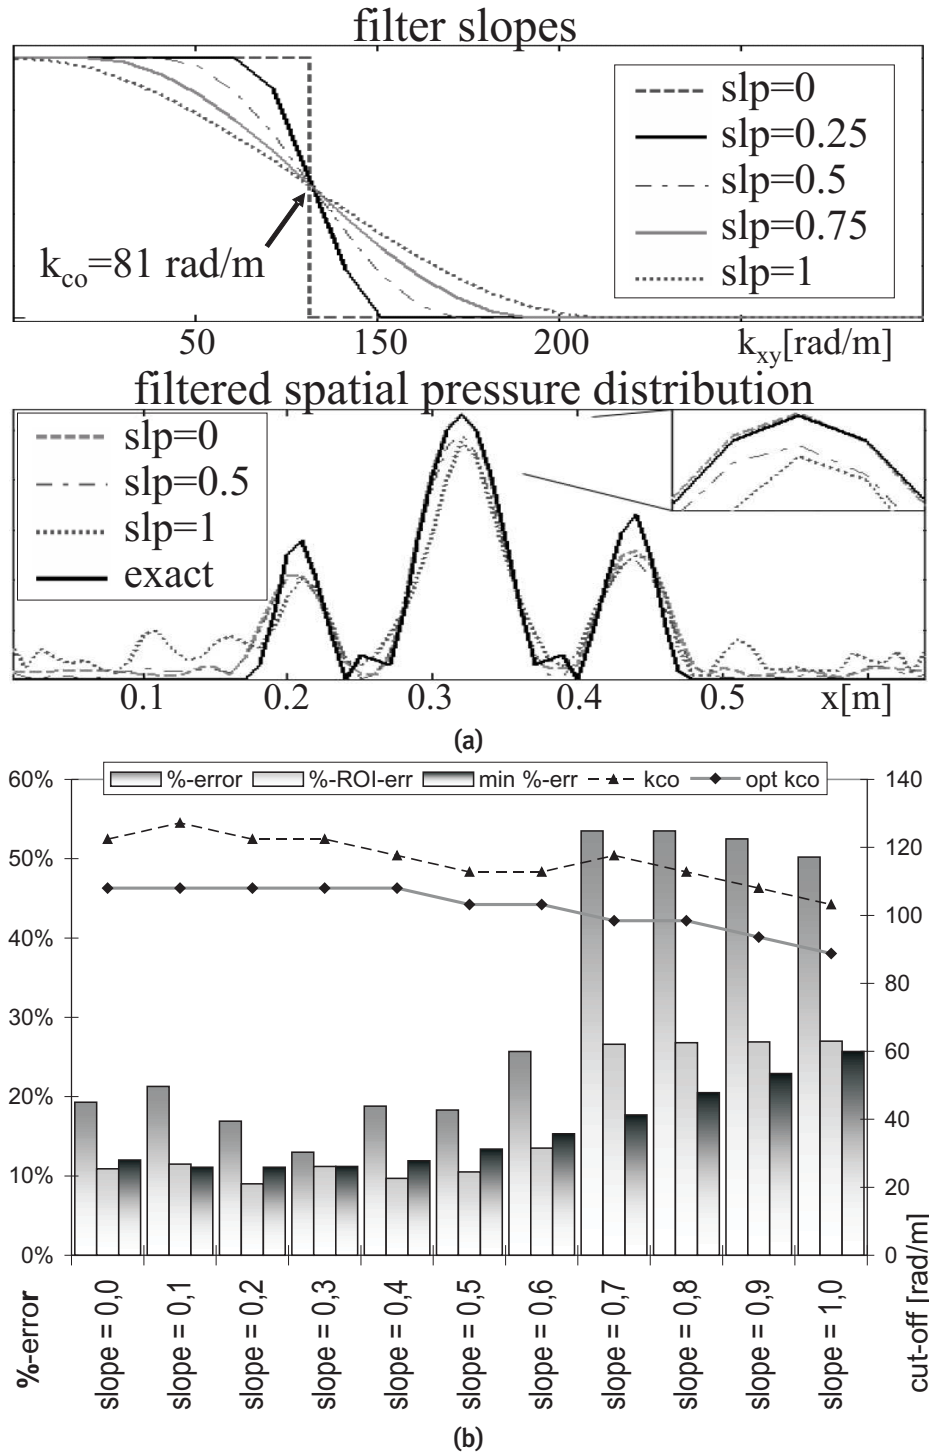 filter slopes
slp=0
slp=0.25
slp=0.5
slp=0.75
slp=1
kco=81 rad/m
50 150 200 kxy[rad/m]
filtered spatial pressure distribution
slp=0
slp=0.5
slp=1
exact
0.1 0.2 0.3 0.4 0.5 x[m]
(a)
%-error %-ROI-err min %-err kco opt kco
60% 140
50% 120
40% 100
30% 80
20% 60
10% 40
0% 20
0
%-error
slope = 0,0
slope = 0,1
slope = 0,2
slope = 0,3
slope = 0,4
slope = 0,5
slope = 0,6
slope = 0,7
slope = 0,8
slope = 0,9
slope = 1,0
cut-off [rad/m]
(b)